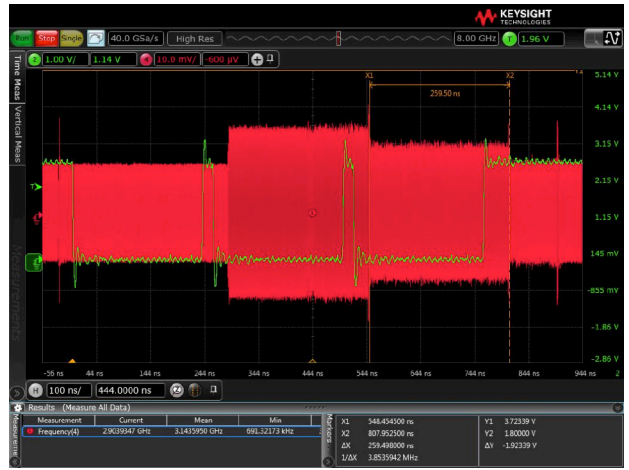 KEYSIGHT
TECHNOLOGIES
Run Stop Single 40.0 GSa/s High Res 8.00 GHz T 1.96 V
Time Meas
Vertical Meas
Measurements
2 1.00 V/ 1.14 V 4 10.0 mV/ -600 µV
X1 X2
259.50 ns
5.14 V
4.14 V
3.15 V
2.15 V
1.15 V
145 mV
-855 mV
-1.86 V
-2.86 V
T
-56 ns 44 ns 144 ns 244 ns 344 ns 444 ns 544 ns 644 ns 744 ns 844 ns 944 ns 2
H 100 ns/ 444.0000 ns
Results (Measure All Data)
Measurement Current Mean Min
Frequency(4) 2.9039347 GHz 3.1435950 GHz 691.32173 kHz
Markers
X1 548.454500 ns Y1 3.72339 V
X2 807.952500 ns Y2 1.80000 V
ΔX 259.498000 ns ΔY -1.92339 V
1/ΔX 3.8535942 MHz